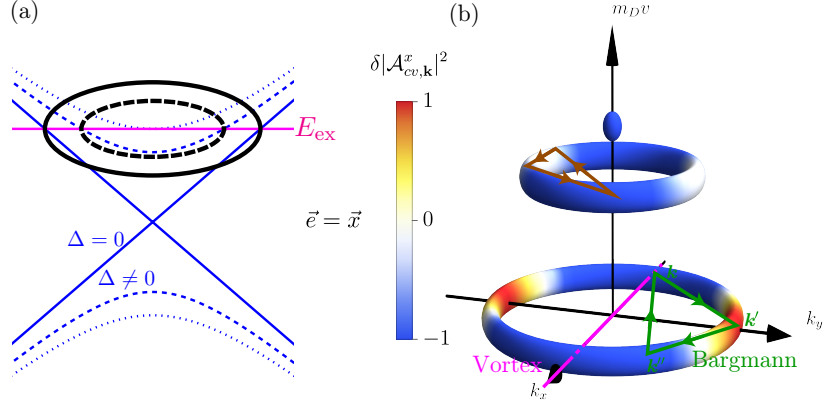 (a)
E_ex
Δ = 0
Δ ≠ 0
δ|𝒜^x_{cv,𝐤}|²
1
0
−1
e⃗ = x⃗
(b)
m_D v
k
k′
k_y
k″
Bargmann
Vortex
k_x